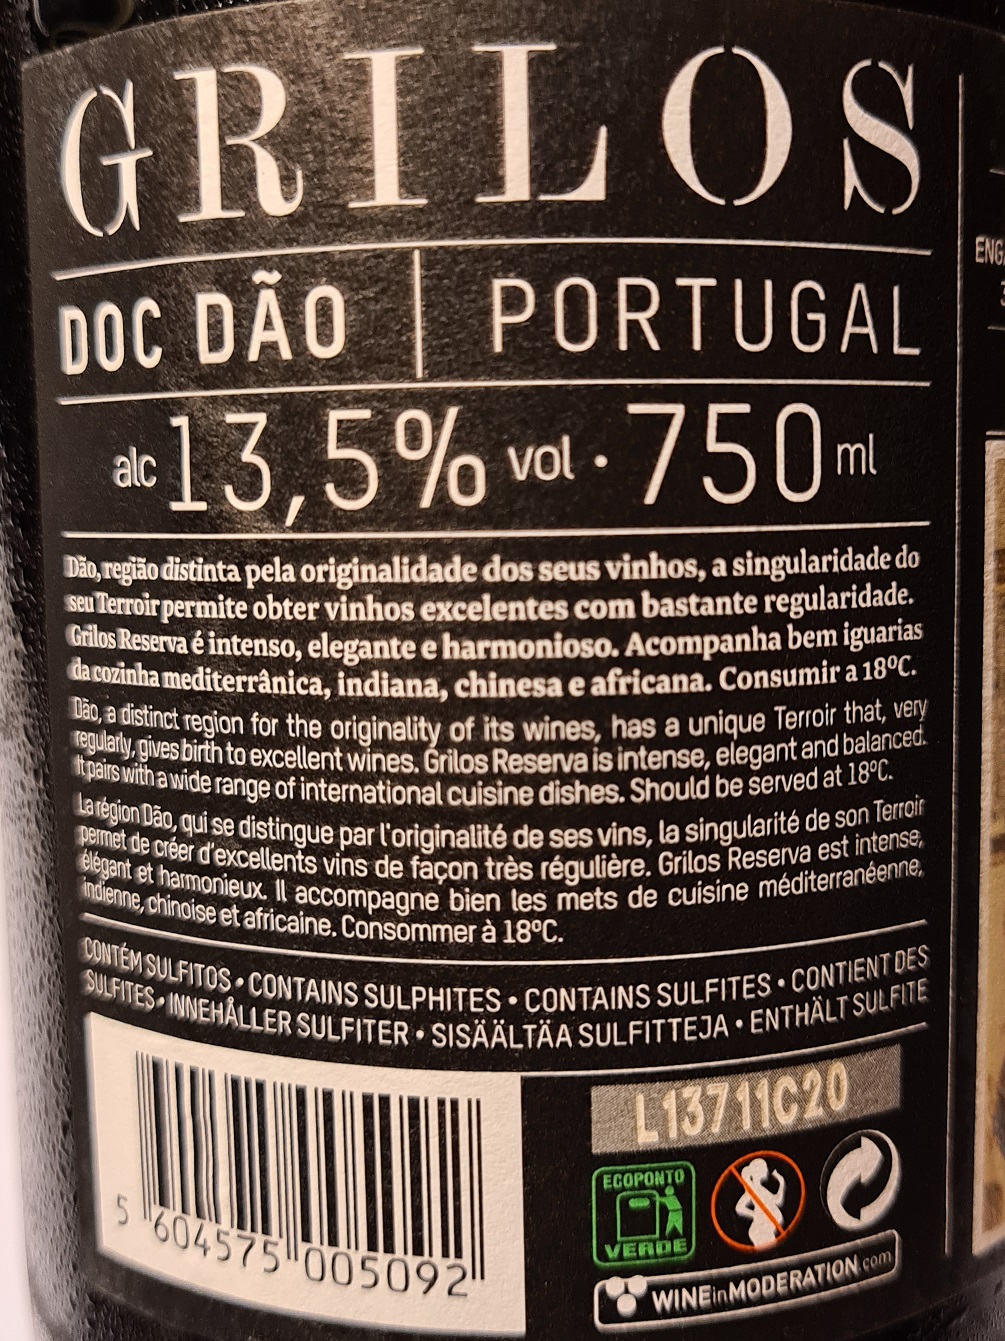 GRILOS
DOC DÃO | PORTUGAL
alc 13,5% vol · 750 ml
Dão, região distinta pela originalidade dos seus vinhos, a singularidade do
seu Terroir permite obter vinhos excelentes com bastante regularidade.
Grilos Reserva é intenso, elegante e harmonioso. Acompanha bem iguarias
da cozinha mediterrânica, indiana, chinesa e africana. Consumir a 18ºC.
Dão, a distinct region for the originality of its wines, has a unique Terroir that, very
regularly, gives birth to excellent wines. Grilos Reserva is intense, elegant and balanced.
It pairs with a wide range of international cuisine dishes. Should be served at 18ºC.
La région Dão, qui se distingue par l'originalité de ses vins, la singularité de son Terroir
permet de créer d'excellents vins de façon très régulière. Grilos Reserva est intense,
élégant et harmonieux. Il accompagne bien les mets de cuisine méditerranéenne,
indienne, chinoise et africaine. Consommer à 18ºC.
CONTÉM SULFITOS • CONTAINS SULPHITES • CONTAINS SULFITES • CONTIENT DES
SULFITES • INNEHÅLLER SULFITER • SISÄÄLTÄA SULFITTEJA • ENTHÄLT SULFITE
L13711C20
ECOPONTO
VERDE
WINEinMODERATION.com
5 604575 005092